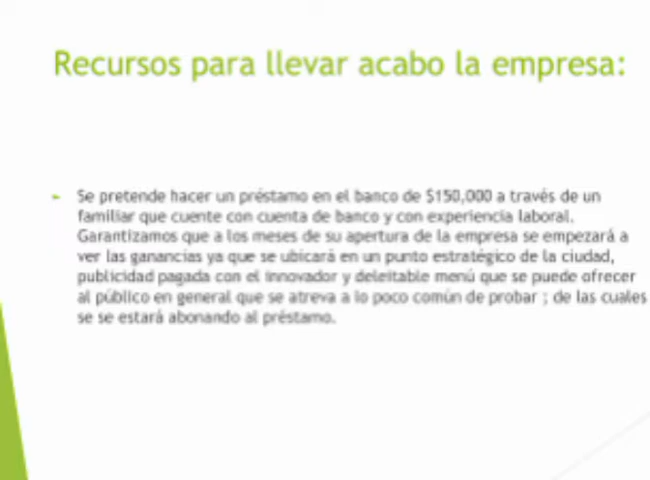 Recursos para llevar acabo la empresa:
Se pretende hacer un préstamo en el banco de $150,000 a través de un
familiar que cuente con cuenta de banco y con experiencia laboral.
Garantizamos que a los meses de su apertura de la empresa se empezará a
ver las ganancias ya que se ubicará en un punto estratégico de la ciudad,
publicidad pagada con el innovador y deleitable menú que se puede ofrecer
al público en general que se atreva a lo poco común de probar ; de las cuales
se se estará abonando al préstamo.